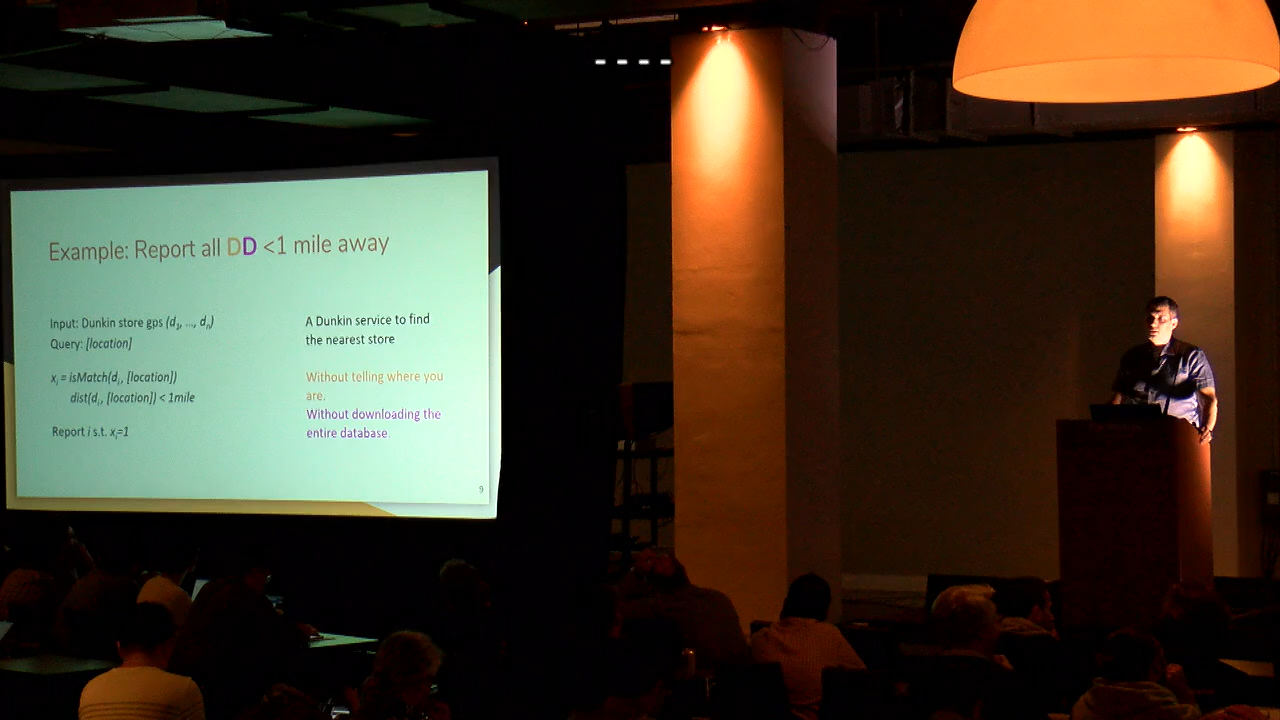 Example: Report all DD <1 mile away
Input: Dunkin store gps (d₁, ..., dₙ)
Query: [location]
xᵢ = isMatch(dᵢ, [location])
dist(dᵢ, [location]) < 1mile
Report i s.t. xᵢ=1
A Dunkin service to find
the nearest store
Without telling where you
are.
Without downloading the
entire database.
9